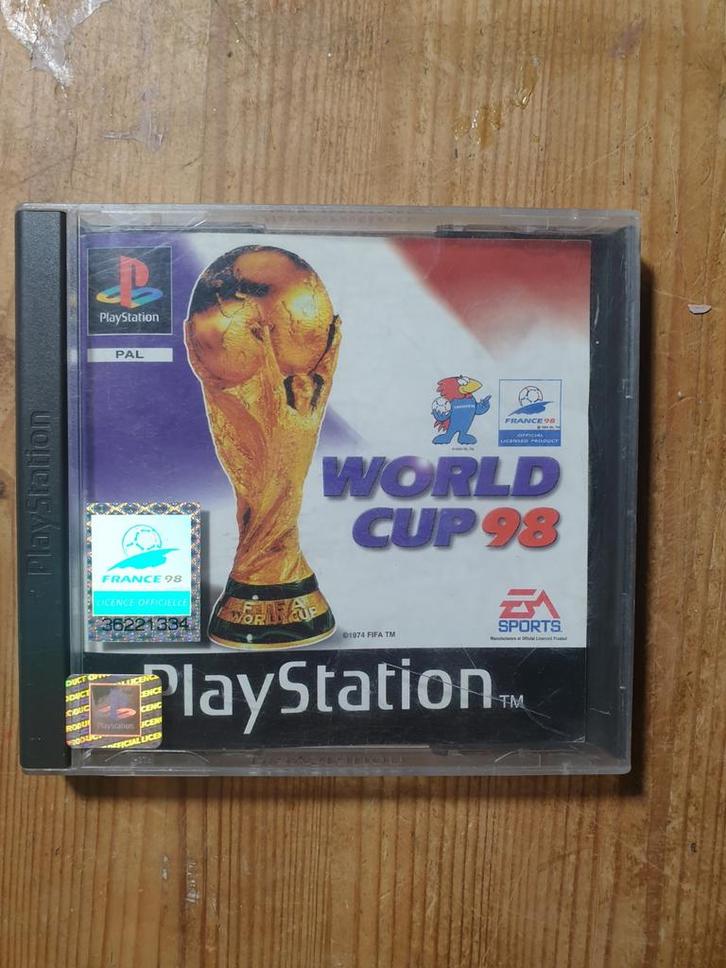 PlayStation
PlayStation
PAL
FRANCE 98
OFFICIAL
LICENSED PRODUCT
WORLD
CUP 98
FRANCE 98
LICENCE OFFICIELLE
36221334
FIFA
WORLD CUP
©1974 FIFA TM
EA
SPORTS
PlayStation TM
PlayStation